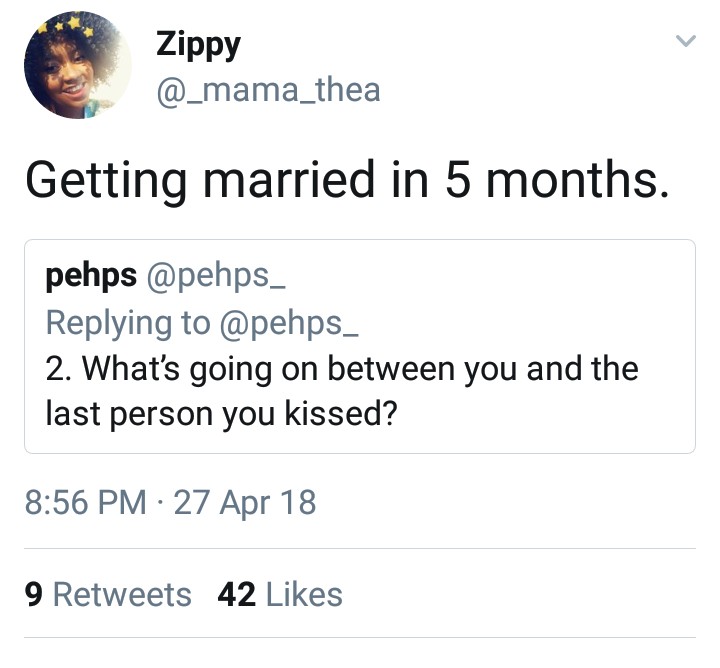 Zippy
@_mama_thea
Getting married in 5 months.
pehps @pehps_
Replying to @pehps_
2. What's going on between you and the
last person you kissed?
8:56 PM · 27 Apr 18
9 Retweets 42 Likes